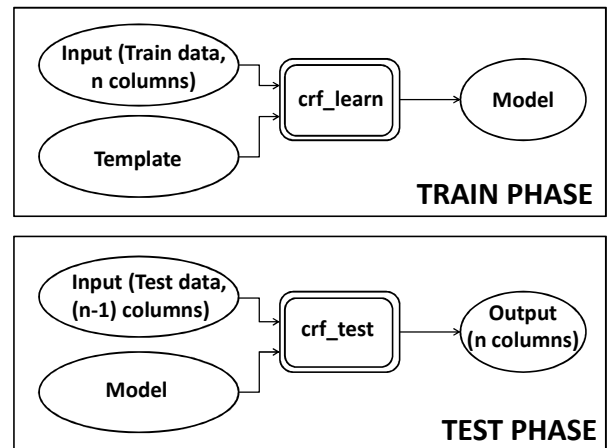 Input (Train data,
n columns)
crf_learn
Model
Template
TRAIN PHASE
Input (Test data,
(n-1) columns)
crf_test
Output
(n columns)
Model
TEST PHASE